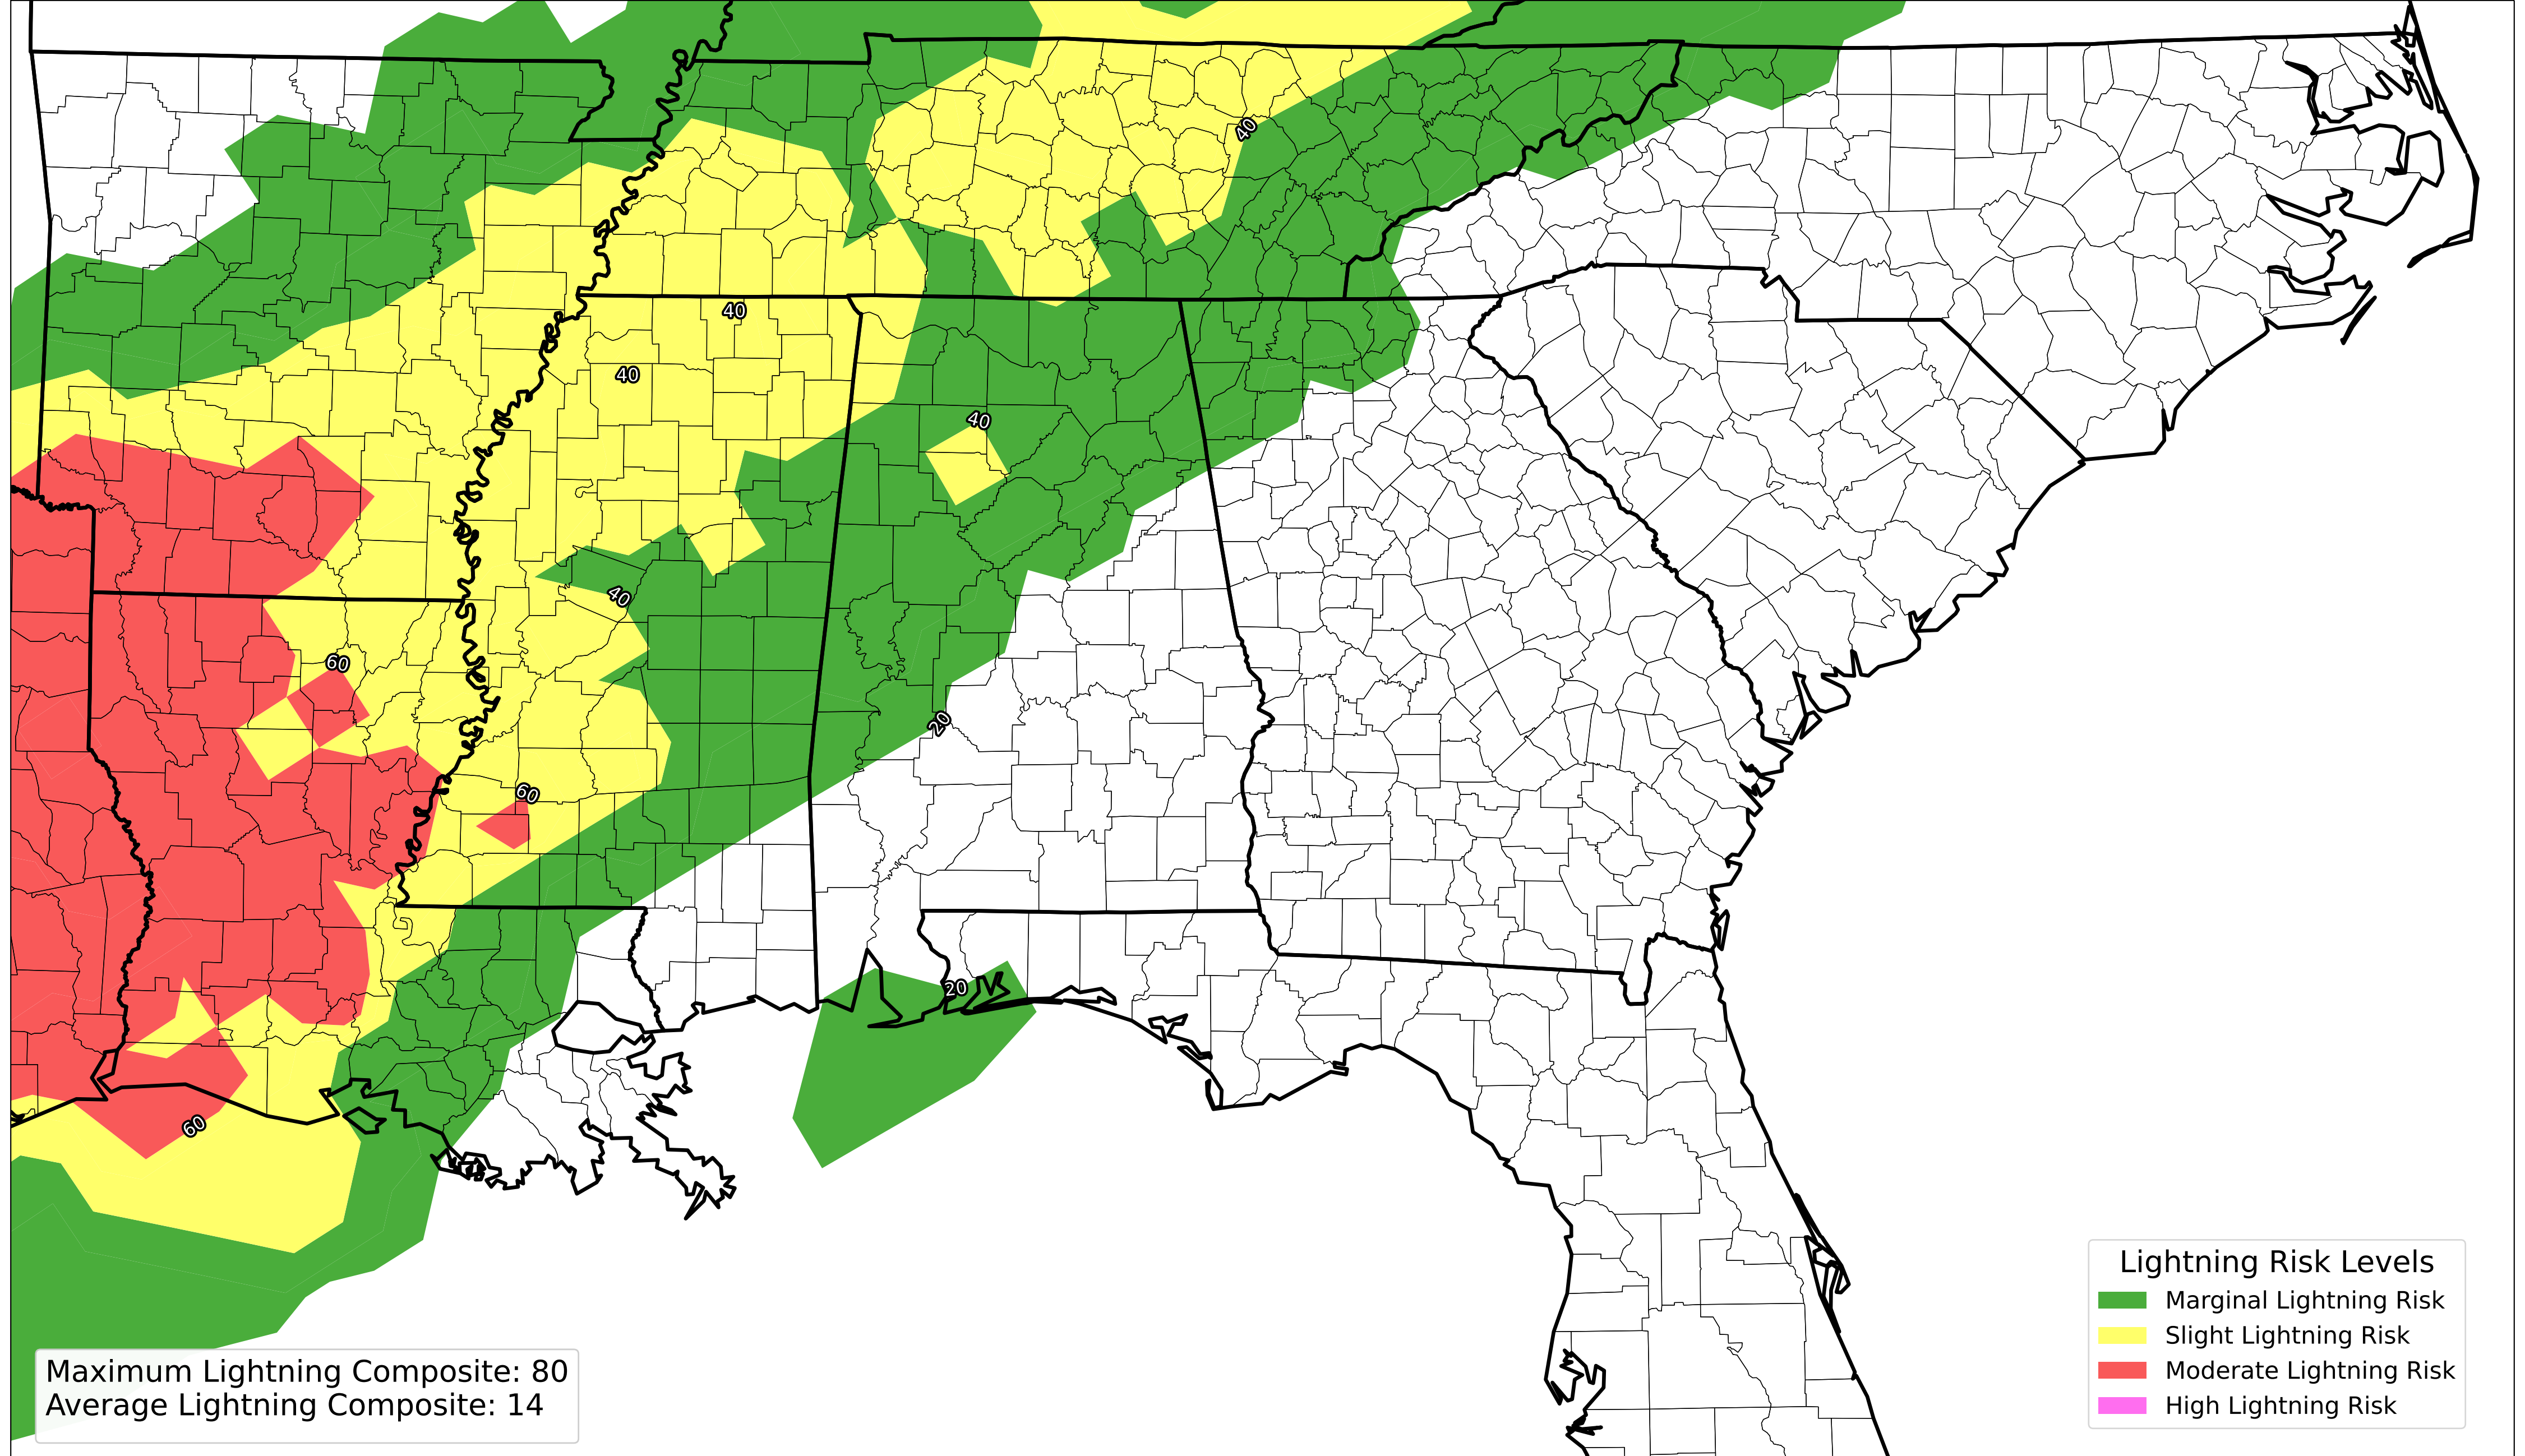 40
40
40
40
40
60
20
60
20
60
Lightning Risk Levels
Marginal Lightning Risk
Slight Lightning Risk
Moderate Lightning Risk
High Lightning Risk
Maximum Lightning Composite: 80
Average Lightning Composite: 14